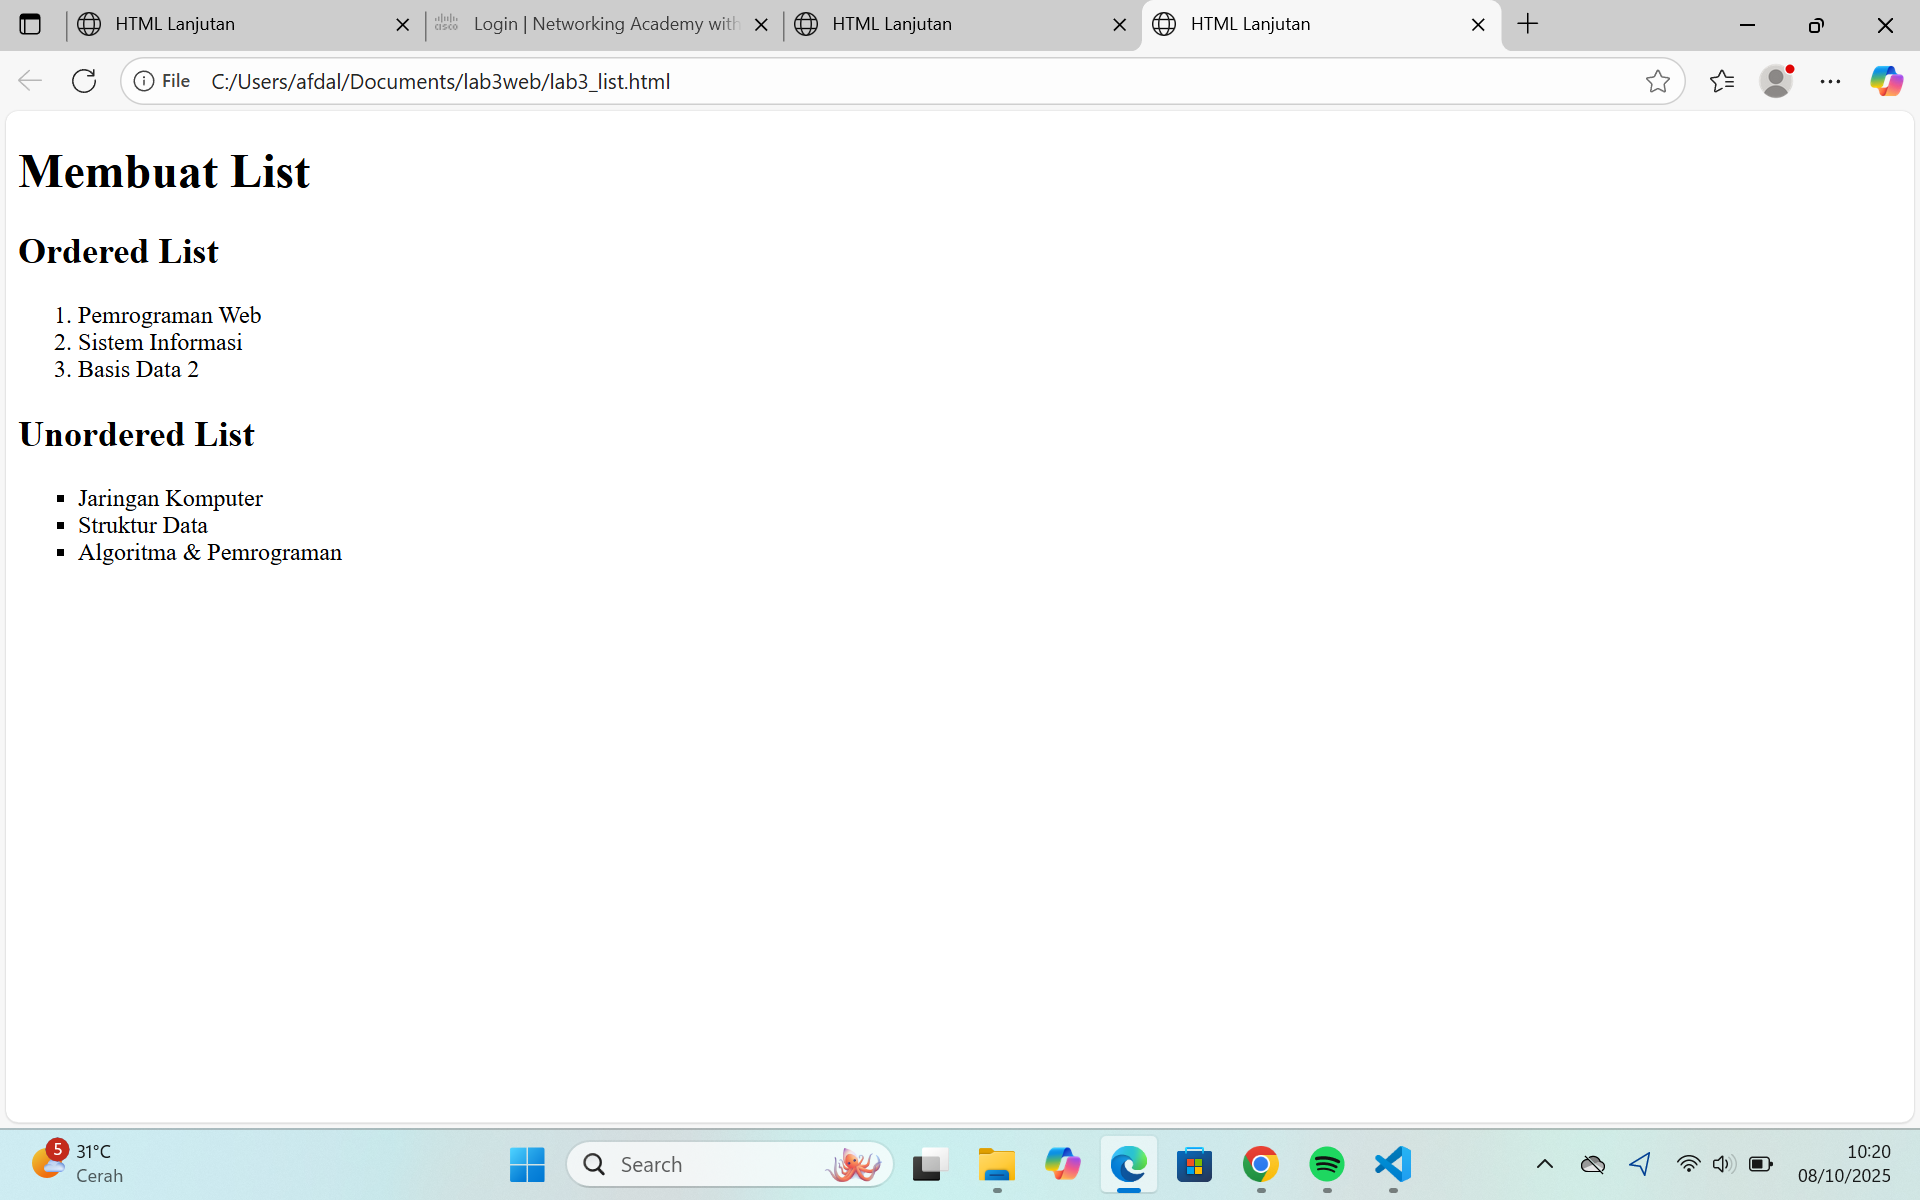 HTML Lanjutan
Login | Networking Academy with
HTML Lanjutan
HTML Lanjutan
File C:/Users/afdal/Documents/lab3web/lab3_list.html
Membuat List
Ordered List
1. Pemrograman Web
2. Sistem Informasi
3. Basis Data 2
Unordered List
▪ Jaringan Komputer
▪ Struktur Data
▪ Algoritma & Pemrograman
5
31°C
Cerah
Search
10:20
08/10/2025